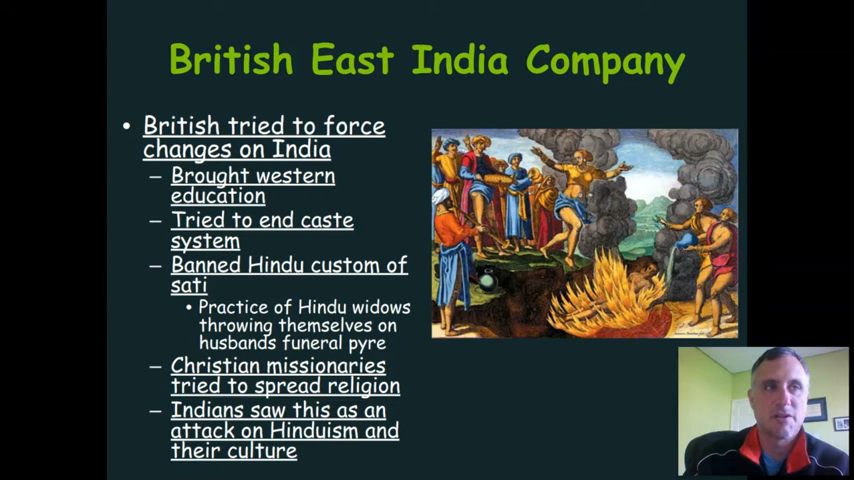 British East India Company
• British tried to force
changes on India
– Brought western
education
– Tried to end caste
system
– Banned Hindu custom of
sati
• Practice of Hindu widows
throwing themselves on
husbands funeral pyre
– Christian missionaries
tried to spread religion
– Indians saw this as an
attack on Hinduism and
their culture